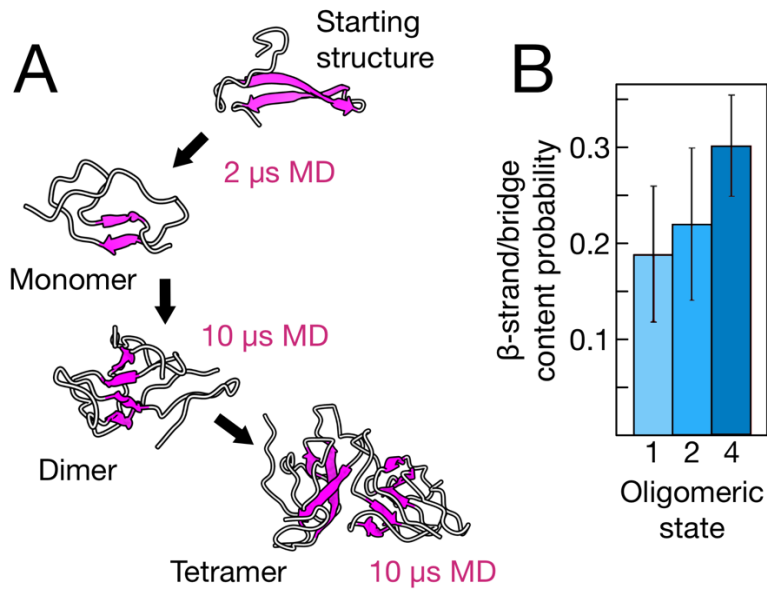 A
Starting
structure
2 µs MD
Monomer
10 µs MD
Dimer
Tetramer
10 µs MD
B
β-strand/bridge
content probability
0.3
0.2
0.1
1 2 4
Oligomeric
state